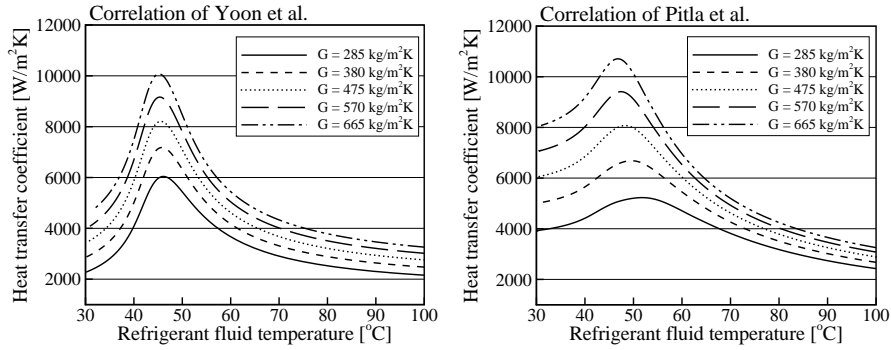 Correlation of Yoon et al.
Heat transfer coefficient [W/m²K]
12000
10000
8000
6000
4000
2000
G = 285 kg/m²K
G = 380 kg/m²K
G = 475 kg/m²K
G = 570 kg/m²K
G = 665 kg/m²K
30 40 50 60 70 80 90 100
Refrigerant fluid temperature [°C]
Correlation of Pitla et al.
Heat transfer coefficient [W/m²K]
12000
10000
8000
6000
4000
2000
G = 285 kg/m²K
G = 380 kg/m²K
G = 475 kg/m²K
G = 570 kg/m²K
G = 665 kg/m²K
30 40 50 60 70 80 90 100
Refrigerant fluid temperature [°C]